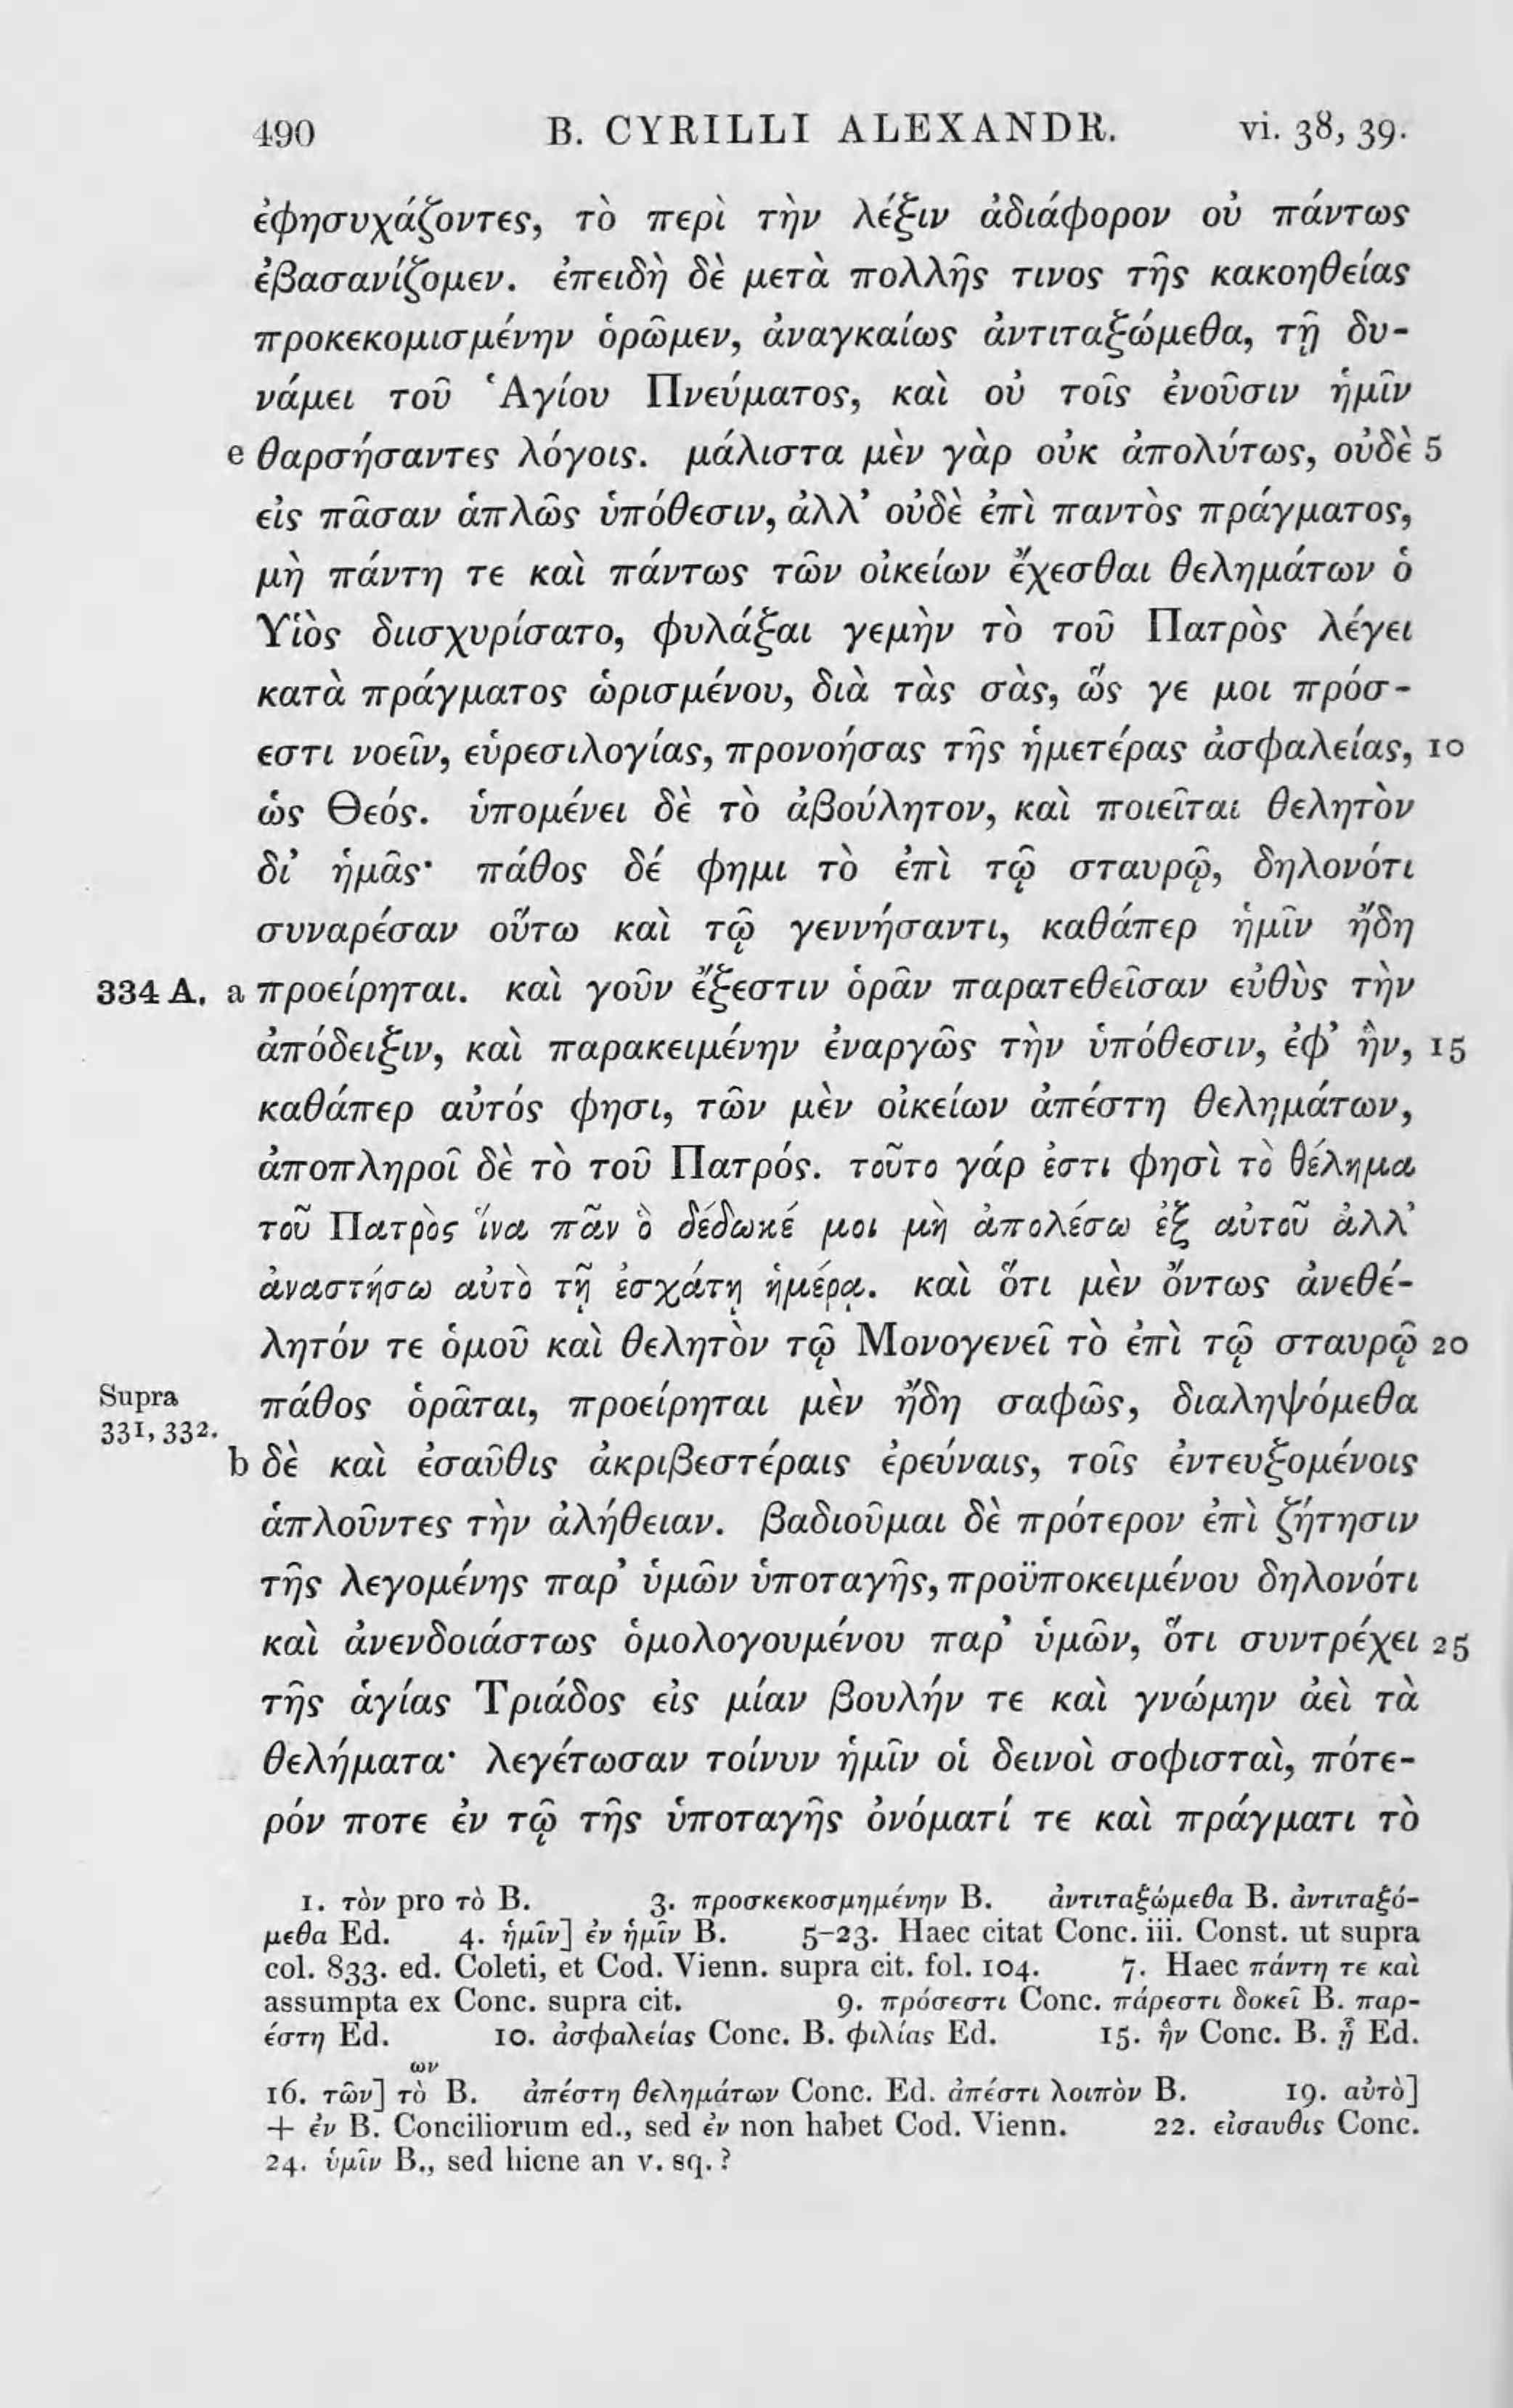 490 B. CYRILLI ALEXANDR. vi. 38, 39.
ἐφησυχάζοντες, τὸ περὶ τὴν λέξιν ἀδιάφορον οὐ πάντως
ἐβασανίζομεν. ἐπειδὴ δὲ μετὰ πολλῆς τινος τῆς κακοηθείας
προκεκομισμένην ὁρῶμεν, ἀναγκαίως ἀντιταξώμεθα, τῇ δυ-
νάμει τοῦ Ἁγίου Πνεύματος, καὶ οὐ τοῖς ἐνοῦσιν ἡμῖν
e θαρσήσαντες λόγοις. μάλιστα μὲν γὰρ οὐκ ἀπολύτως, οὐδὲ 5
εἰς πᾶσαν ἁπλῶς ὑπόθεσιν, ἀλλ’ οὐδὲ ἐπὶ παντὸς πράγματος,
μὴ πάντη τε καὶ πάντως τῶν οἰκείων ἔχεσθαι θελημάτων ὁ
Υἱὸς διισχυρίσατο, φυλάξαι γεμὴν τὸ τοῦ Πατρὸς λέγει
κατὰ πράγματος ὡρισμένου, διὰ τὰς σὰς, ὥς γε μοι πρόσ-
εστι νοεῖν, εὑρεσιλογίας, προνοήσας τῆς ἡμετέρας ἀσφαλείας, 10
ὡς Θεός. ὑπομένει δὲ τὸ ἀβούλητον, καὶ ποιεῖται θελητὸν
δι’ ἡμᾶς· πάθος δέ φημι τὸ ἐπὶ τῷ σταυρῷ, δηλονότι
συναρέσαν οὕτω καὶ τῷ γεννήσαντι, καθάπερ ἡμῖν ἤδη
334 A. a προείρηται. καὶ γοῦν ἔξεστιν ὁρᾶν παρατεθεῖσαν εὐθὺς τὴν
ἀπόδειξιν, καὶ παρακειμένην ἐναργῶς τὴν ὑπόθεσιν, ἐφ’ ἣν, 15
καθάπερ αὐτός φησι, τῶν μὲν οἰκείων ἀπέστη θελημάτων,
ἀποπληροῖ δὲ τὸ τοῦ Πατρός. τοῦτο γάρ ἐστι φησὶ τὸ θέλημα
τοῦ Πατρὸς ἵνα πᾶν ὃ δέδωκέ μοι μὴ ἀπολέσω ἐξ αὐτοῦ ἀλλ’
ἀναστήσω αὐτὸ τῇ ἐσχάτῃ ἡμέρᾳ. καὶ ὅτι μὲν ὄντως ἀνεθέ-
λητόν τε ὁμοῦ καὶ θελητὸν τῷ Μονογενεῖ τὸ ἐπὶ τῷ σταυρῷ 20
Supra
331, 332.
πάθος ὁρᾶται, προείρηται μὲν ἤδη σαφῶς, διαληψόμεθα
b δὲ καὶ ἐσαῦθις ἀκριβεστέραις ἐρεύναις, τοῖς ἐντευξομένοις
ἁπλοῦντες τὴν ἀλήθειαν. βαδιοῦμαι δὲ πρότερον ἐπὶ ζήτησιν
τῆς λεγομένης παρ’ ὑμῶν ὑποταγῆς, προϋποκειμένου δηλονότι
καὶ ἀνενδοιάστως ὁμολογουμένου παρ’ ὑμῶν, ὅτι συντρέχει 25
τῆς ἁγίας Τριάδος εἰς μίαν βουλήν τε καὶ γνώμην ἀεὶ τὰ
θελήματα· λεγέτωσαν τοίνυν ἡμῖν οἱ δεινοὶ σοφισταὶ, πότε-
ρόν ποτε ἐν τῷ τῆς ὑποταγῆς ὀνόματί τε καὶ πράγματι τὸ
1. τὸν pro τὸ B. 3. προσκεκοσμημένην B. ἀντιταξώμεθα B. ἀντιταξό-
μεθα Ed. 4. ἡμῖν] ἐν ἡμῖν B. 5-23. Haec citat Conc. iii. Const. ut supra
col. 833. ed. Coleti, et Cod. Vienn. supra cit. fol. 104. 7. Haec πάντη τε καὶ
assumpta ex Conc. supra cit. 9. πρόσεστι Conc. πάρεστι δοκεῖ B. παρ-
έστη Ed. 10. ἀσφαλείας Conc. B. φιλίας Ed. 15. ἣν Conc. B. ᾗ Ed.
ων
16. τῶν] τὸ B. ἀπέστη θελημάτων Conc. Ed. ἀπέστι λοιπὸν B. 19. αὐτὸ]
+ ἐν B. Conciliorum ed., sed ἐν non habet Cod. Vienn. 22. εἰσαυθις Conc.
24. ὑμῖν B., sed hicne an v. sq. ?